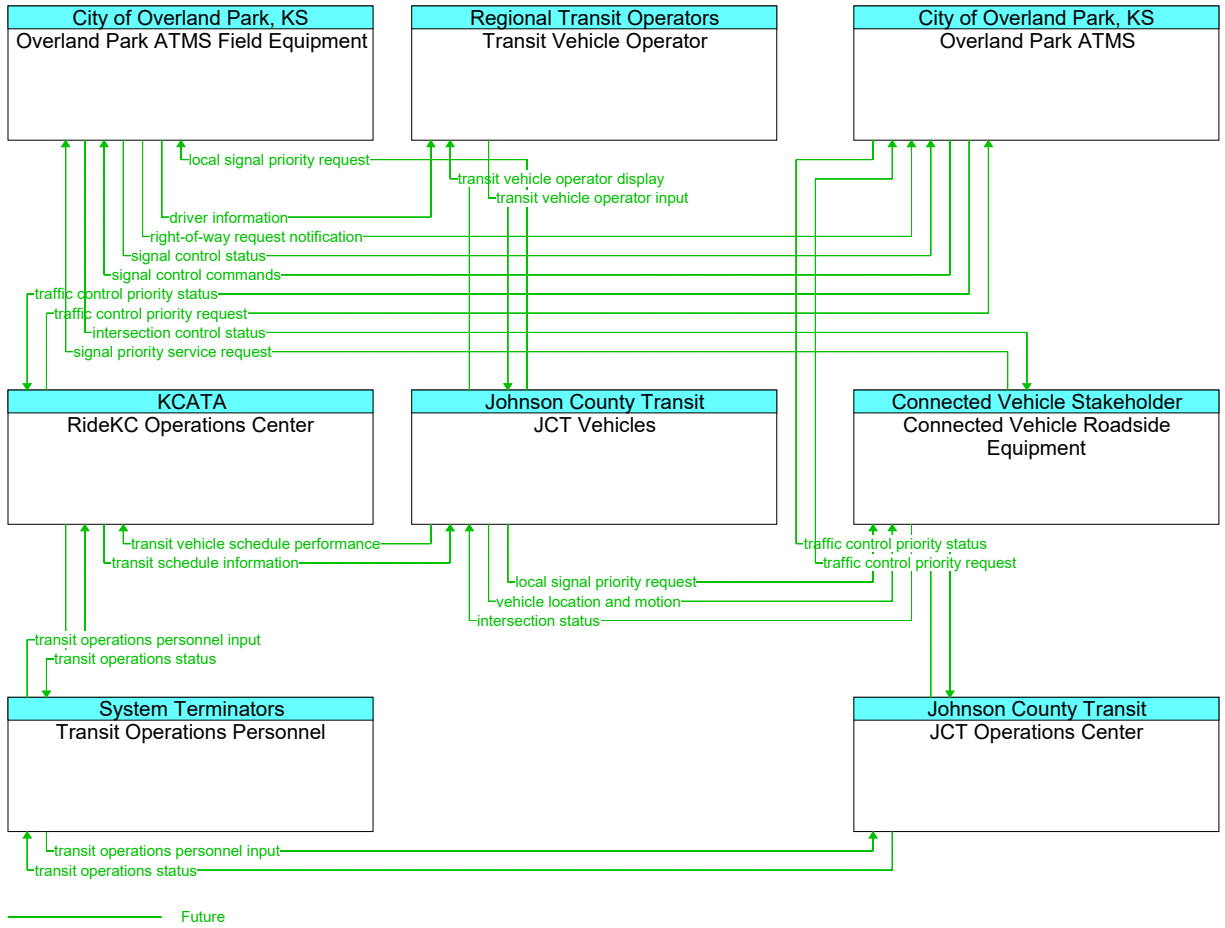 City of Overland Park, KS
Overland Park ATMS Field Equipment
Regional Transit Operators
Transit Vehicle Operator
City of Overland Park, KS
Overland Park ATMS
local signal priority request
transit vehicle operator display
transit vehicle operator input
driver information
right-of-way request notification
signal control status
signal control commands
traffic control priority status
traffic control priority request
intersection control status
signal priority service request
KCATA
RideKC Operations Center
Johnson County Transit
JCT Vehicles
Connected Vehicle Stakeholder
Connected Vehicle Roadside
Equipment
transit vehicle schedule performance
transit schedule information
traffic control priority status
traffic control priority request
local signal priority request
vehicle location and motion
intersection status
transit operations personnel input
transit operations status
System Terminators
Transit Operations Personnel
Johnson County Transit
JCT Operations Center
transit operations personnel input
transit operations status
Future